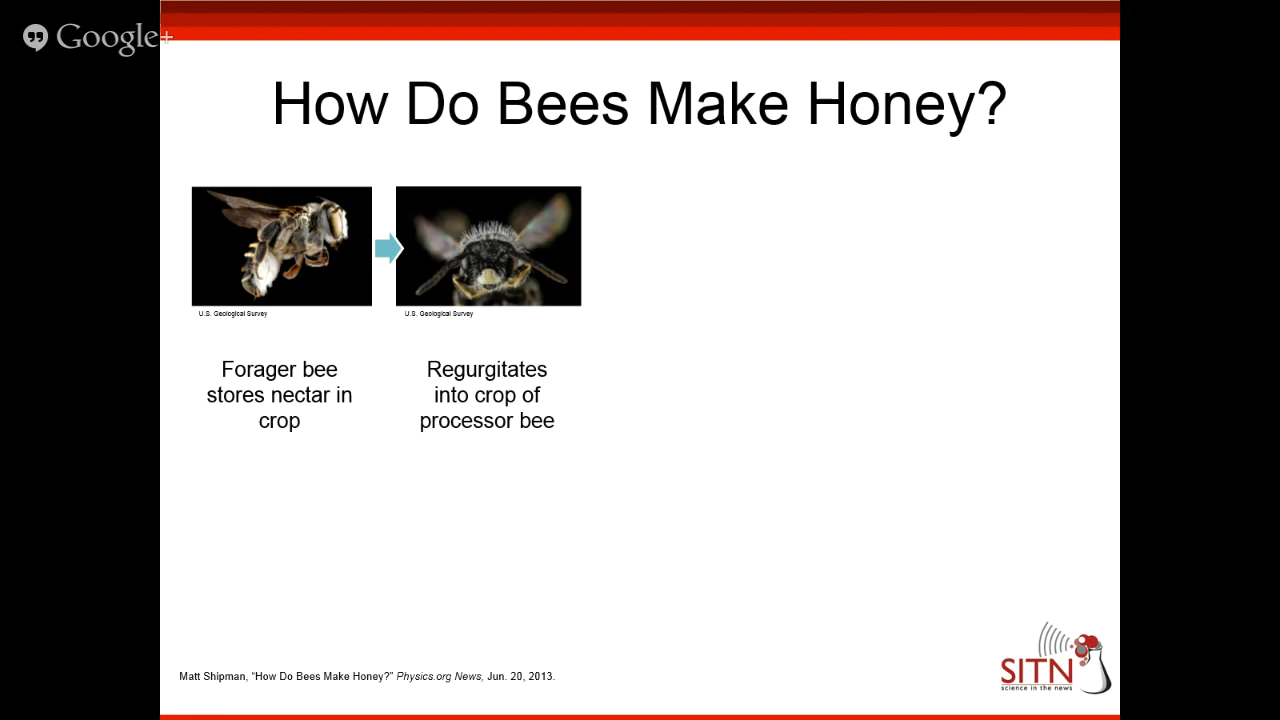 Google+
How Do Bees Make Honey?
U.S. Geological Survey
U.S. Geological Survey
Forager bee
stores nectar in
crop
Regurgitates
into crop of
processor bee
Matt Shipman, "How Do Bees Make Honey?" Physics.org News, Jun. 20, 2013.
SITN
science in the news